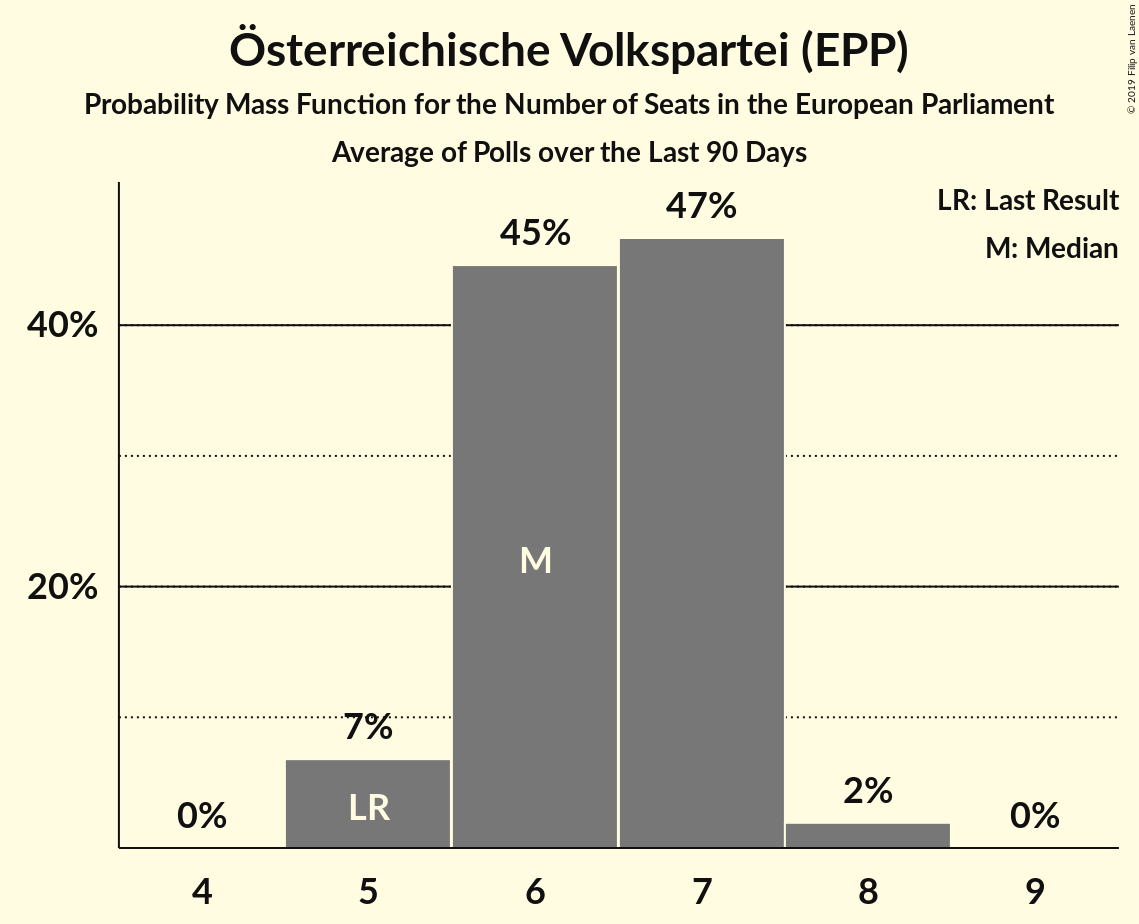 Österreichische Volkspartei (EPP)
Probability Mass Function for the Number of Seats in the European Parliament
Average of Polls over the Last 90 Days
© 2019 Filip van Laenen
LR: Last Result
M: Median
47%
45%
40%
M
20%
7%
LR
2%
0%
0%
4 5 6 7 8 9